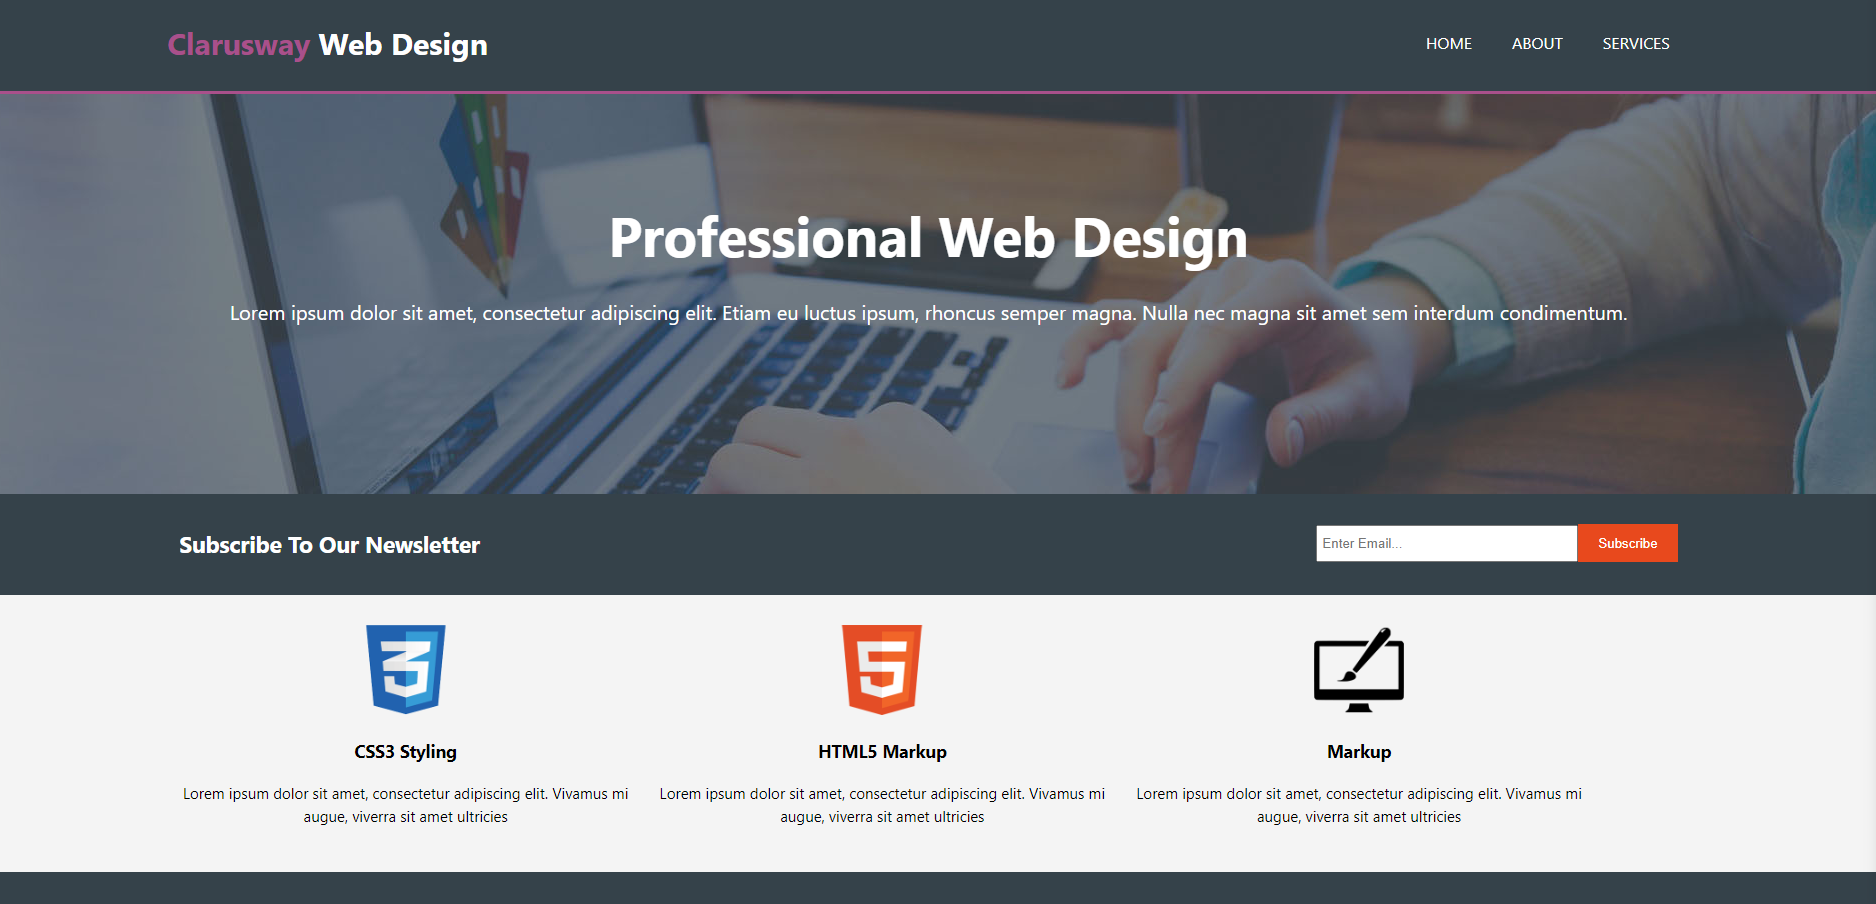 Clarusway Web Design
HOME ABOUT SERVICES
Professional Web Design
Lorem ipsum dolor sit amet, consectetur adipiscing elit. Etiam eu luctus ipsum, rhoncus semper magna. Nulla nec magna sit amet sem interdum condimentum.
Subscribe To Our Newsletter
Enter Email... Subscribe
CSS3 Styling
Lorem ipsum dolor sit amet, consectetur adipiscing elit. Vivamus mi
augue, viverra sit amet ultricies
HTML5 Markup
Lorem ipsum dolor sit amet, consectetur adipiscing elit. Vivamus mi
augue, viverra sit amet ultricies
Markup
Lorem ipsum dolor sit amet, consectetur adipiscing elit. Vivamus mi
augue, viverra sit amet ultricies